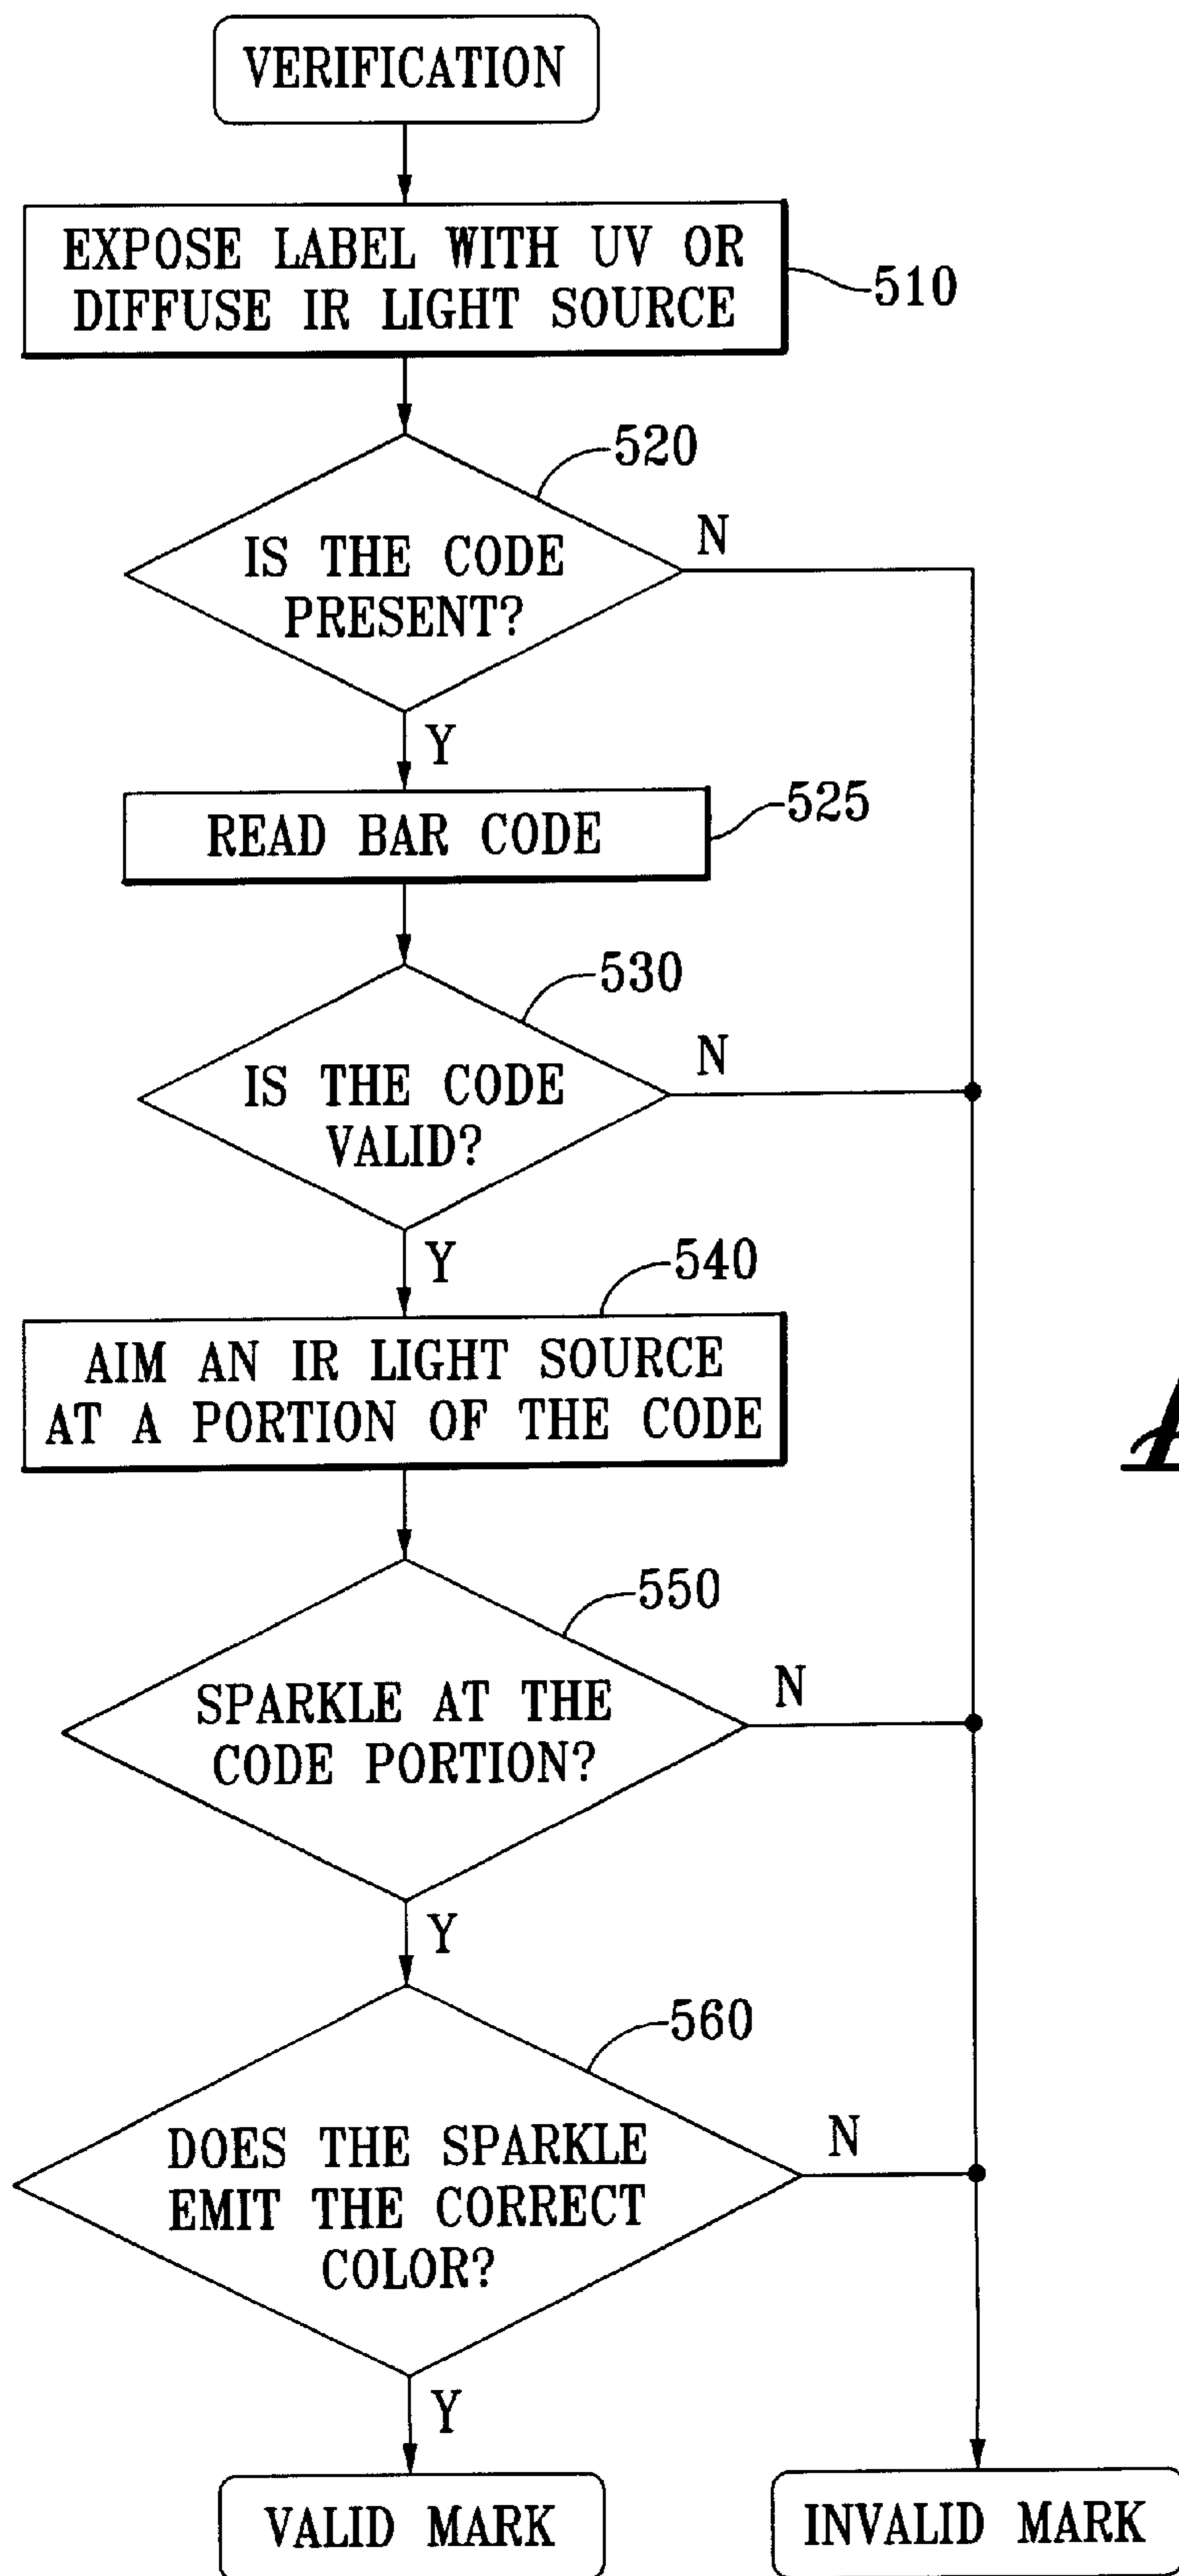 VERIFICATION
EXPOSE LABEL WITH UV OR
DIFFUSE IR LIGHT SOURCE
510
520
IS THE CODE
PRESENT?
N
Y
READ BAR CODE
525
530
IS THE CODE
VALID?
N
Y
540
AIM AN IR LIGHT SOURCE
AT A PORTION OF THE CODE
550
SPARKLE AT THE
CODE PORTION?
N
Y
560
DOES THE SPARKLE
EMIT THE CORRECT
COLOR?
N
Y
VALID MARK
INVALID MARK